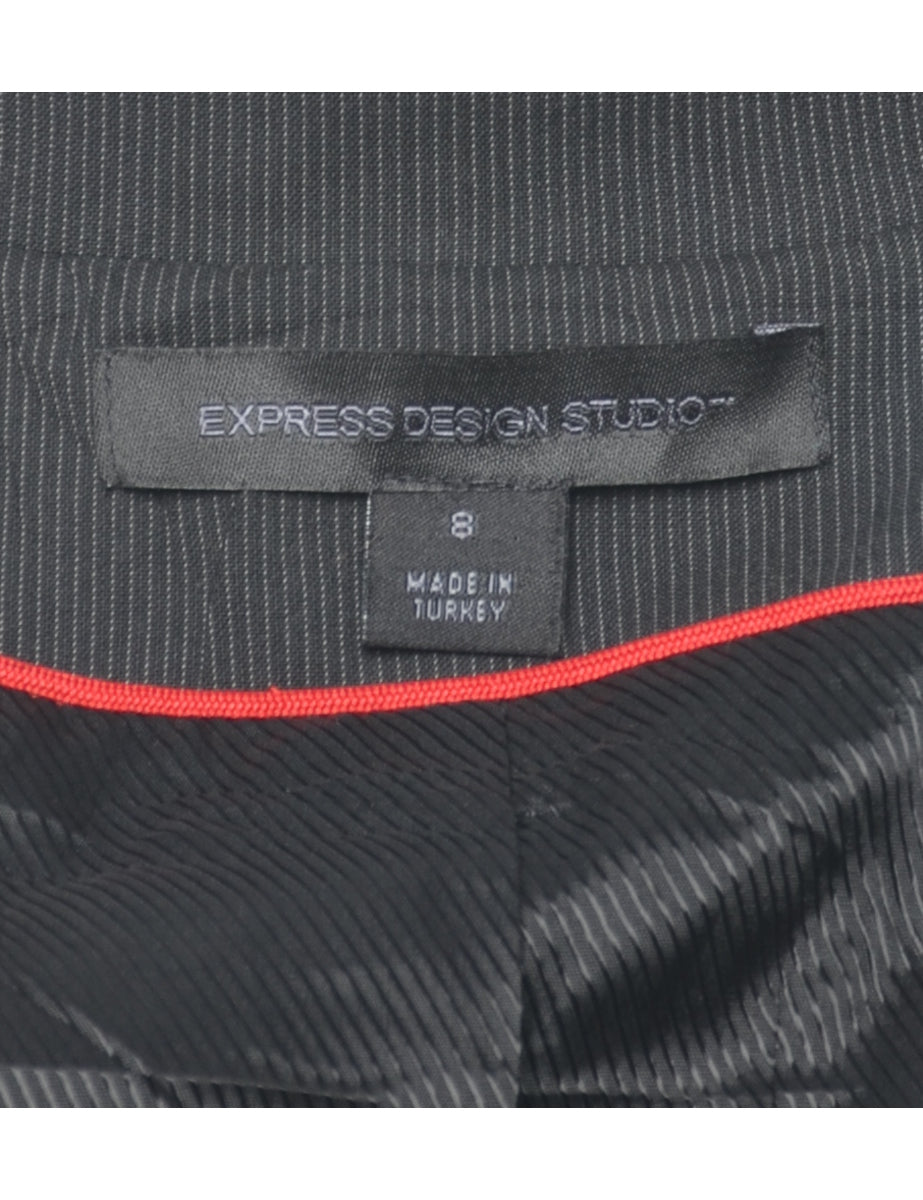 EXPRESS DESIGN STUDIO™
8
MADE IN
TURKEY